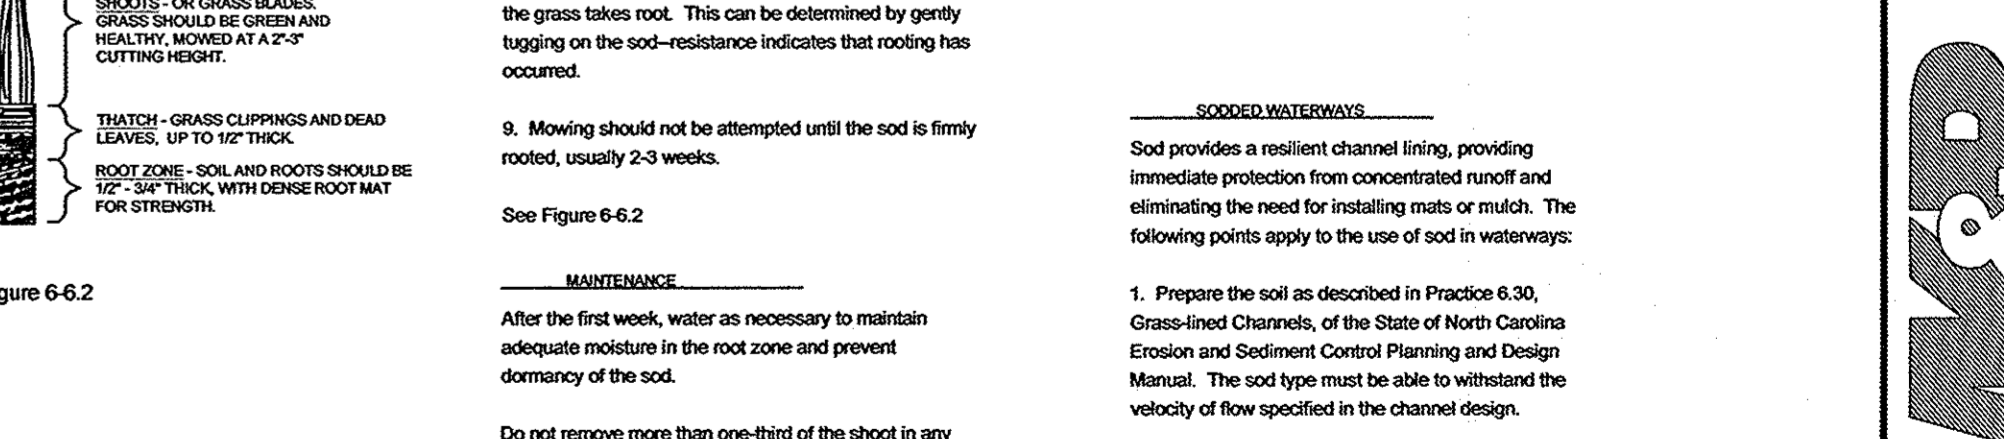 SHOOTS - OR GRASS BLADES.
GRASS SHOULD BE GREEN AND
HEALTHY, MOWED AT A 2"-3"
CUTTING HEIGHT.
THATCH - GRASS CLIPPINGS AND DEAD
LEAVES, UP TO 1/2" THICK.
ROOT ZONE - SOIL AND ROOTS SHOULD BE
1/2" - 3/4" THICK, WITH DENSE ROOT MAT
FOR STRENGTH.
gure 6-6.2
the grass takes root. This can be determined by gently
tugging on the sod--resistance indicates that rooting has
occurred.
9. Mowing should not be attempted until the sod is firmly
rooted, usually 2-3 weeks.
See Figure 6-6.2
MAINTENANCE
After the first week, water as necessary to maintain
adequate moisture in the root zone and prevent
dormancy of the sod.
Do not remove more than one-third of the shoot in any
SODDED WATERWAYS
Sod provides a resilient channel lining, providing
immediate protection from concentrated runoff and
eliminating the need for installing mats or mulch. The
following points apply to the use of sod in waterways:
1. Prepare the soil as described in Practice 6.30,
Grass-lined Channels, of the State of North Carolina
Erosion and Sediment Control Planning and Design
Manual. The sod type must be able to withstand the
velocity of flow specified in the channel design.